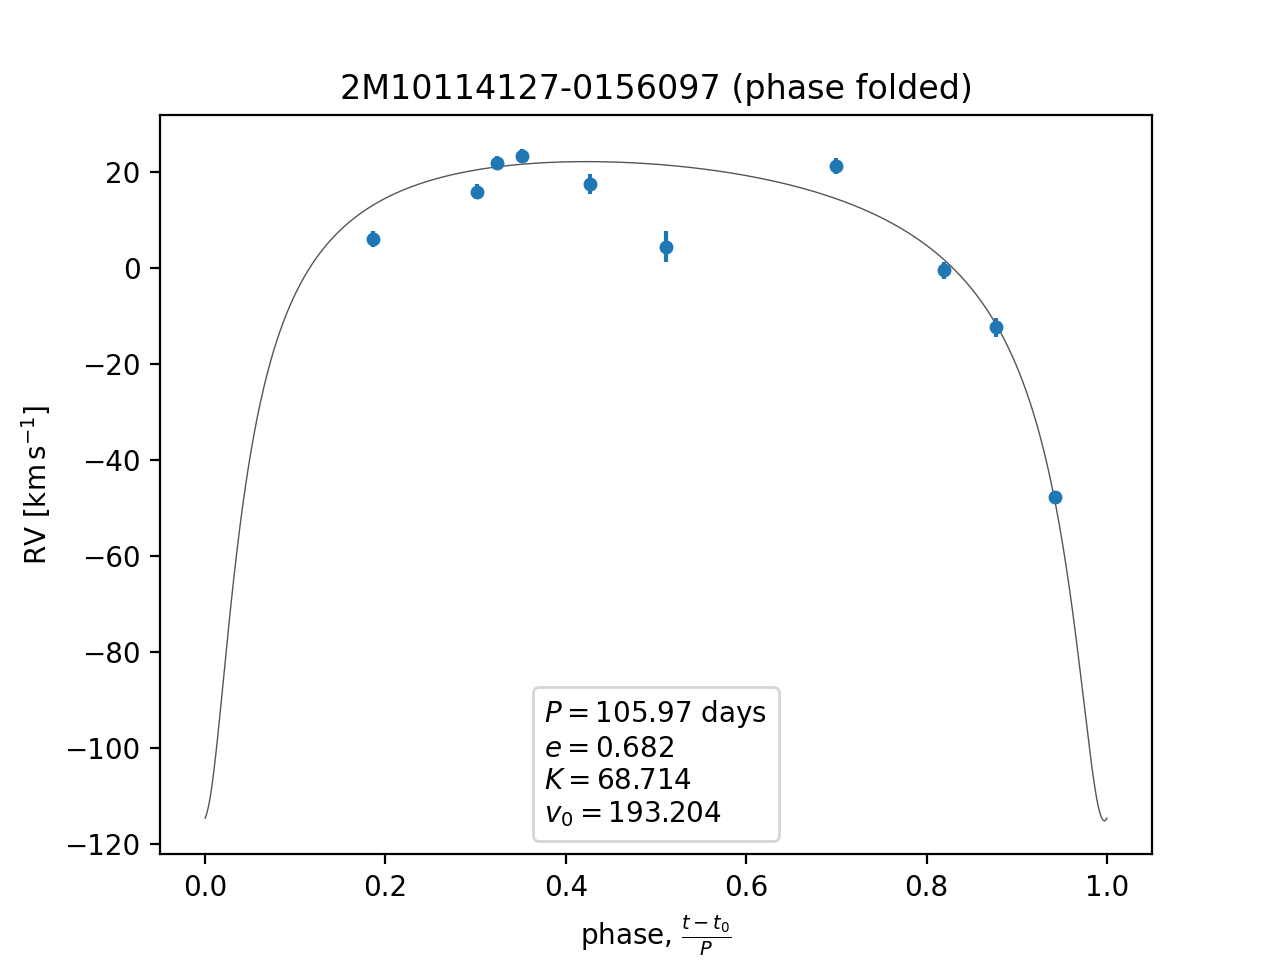 2M10114127-0156097 (phase folded)
20
0
−20
−40
−60
−80
−100
−120
RV [km s⁻¹]
P = 105.97 days
e = 0.682
K = 68.714
v₀ = 193.204
0.0 0.2 0.4 0.6 0.8 1.0
phase, (t − t₀)/P